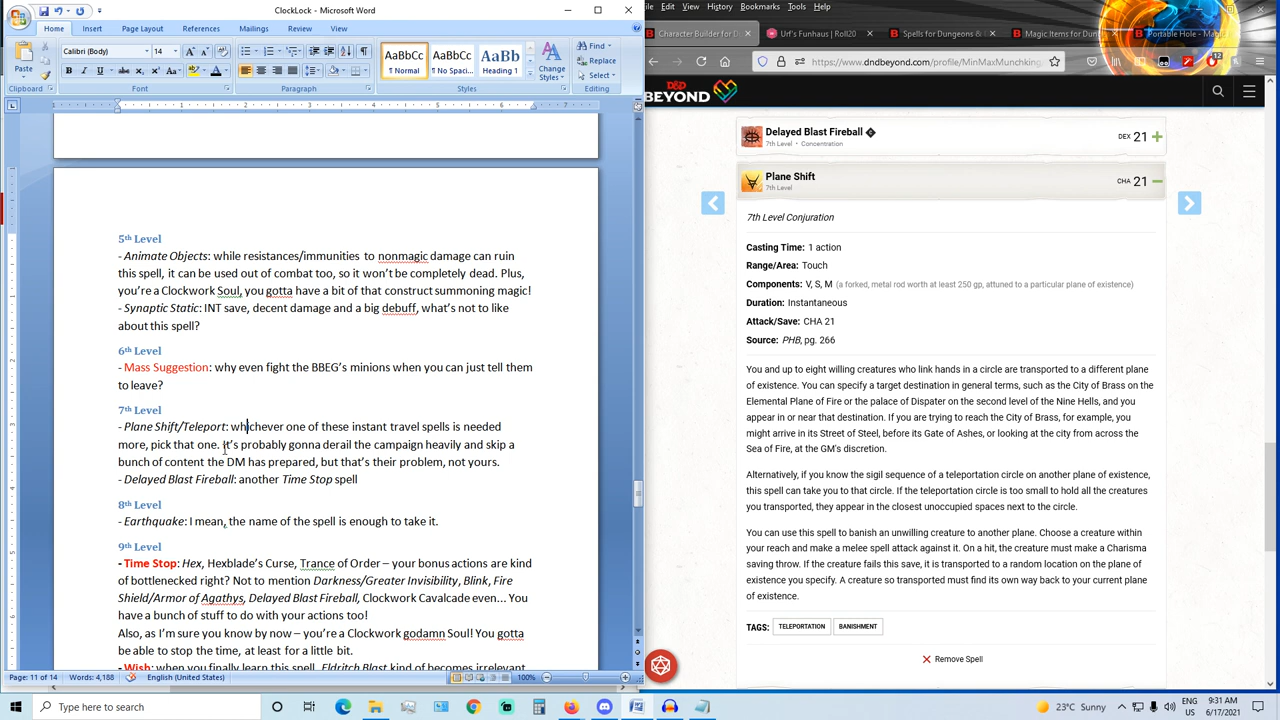 ClockLock - Microsoft Word
Home Insert Page Layout References Mailings Review View
Calibri (Body) 14
Paste
Clipboard Font Paragraph Styles Editing
AaBbCc AaBbCc AaBbC
¶ Normal ¶ No Spaci... Heading 1
Change Styles
Find
Replace
Select
5th Level
- Animate Objects: while resistances/immunities to nonmagic damage can ruin
this spell, it can be used out of combat too, so it won't be completely dead. Plus,
you're a Clockwork Soul, you gotta have a bit of that construct summoning magic!
- Synaptic Static: INT save, decent damage and a big debuff, what's not to like
about this spell?
6th Level
- Mass Suggestion: why even fight the BBEG's minions when you can just tell them
to leave?
7th Level
- Plane Shift/Teleport: whichever one of these instant travel spells is needed
more, pick that one. It's probably gonna derail the campaign heavily and skip a
bunch of content the DM has prepared, but that's their problem, not yours.
- Delayed Blast Fireball: another Time Stop spell
8th Level
- Earthquake: I mean, the name of the spell is enough to take it.
9th Level
- Time Stop: Hex, Hexblade's Curse, Trance of Order – your bonus actions are kind
of bottlenecked right? Not to mention Darkness/Greater Invisibility, Blink, Fire
Shield/Armor of Agathys, Delayed Blast Fireball, Clockwork Cavalcade even... You
have a bunch of stuff to do with your actions too!
Also, as I'm sure you know by now – you're a Clockwork godamn Soul! You gotta
be able to stop the time, at least for a little bit.
- Wish: when you finally learn this spell, Eldritch Blast kind of becomes irrelevant
Page: 11 of 14 Words: 4,188 English (United States) 100%
File Edit View History Bookmarks Tools Help
Character Builder for D Urf's Funhaus | Roll20 Spells for Dungeons & Magic Items for Dun Portable Hole - Magic
https://www.dndbeyond.com/profile/MinMaxMunchking
D&D
BEYOND
Delayed Blast Fireball
7th Level • Concentration
DEX 21
Plane Shift
7th Level
CHA 21
7th Level Conjuration
Casting Time: 1 action
Range/Area: Touch
Components: V, S, M (a forked, metal rod worth at least 250 gp, attuned to a particular plane of existence)
Duration: Instantaneous
Attack/Save: CHA 21
Source: PHB, pg. 266
You and up to eight willing creatures who link hands in a circle are transported to a different plane
of existence. You can specify a target destination in general terms, such as the City of Brass on the
Elemental Plane of Fire or the palace of Dispater on the second level of the Nine Hells, and you
appear in or near that destination. If you are trying to reach the City of Brass, for example, you
might arrive in its Street of Steel, before its Gate of Ashes, or looking at the city from across the
Sea of Fire, at the GM's discretion.
Alternatively, if you know the sigil sequence of a teleportation circle on another plane of existence,
this spell can take you to that circle. If the teleportation circle is too small to hold all the creatures
you transported, they appear in the closest unoccupied spaces next to the circle.
You can use this spell to banish an unwilling creature to another plane. Choose a creature within
your reach and make a melee spell attack against it. On a hit, the creature must make a Charisma
saving throw. If the creature fails this save, it is transported to a random location on the plane of
existence you specify. A creature so transported must find its own way back to your current plane
of existence.
TAGS: TELEPORTATION BANISHMENT
Remove Spell
Type here to search
23°C Sunny
ENG
US
9:31 AM
6/17/2021